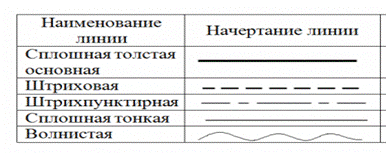 Наименование
линии
Начертание линии
Сплошная толстая
основная
Штриховая
Штрихпунктирная
Сплошная тонкая
Волнистая